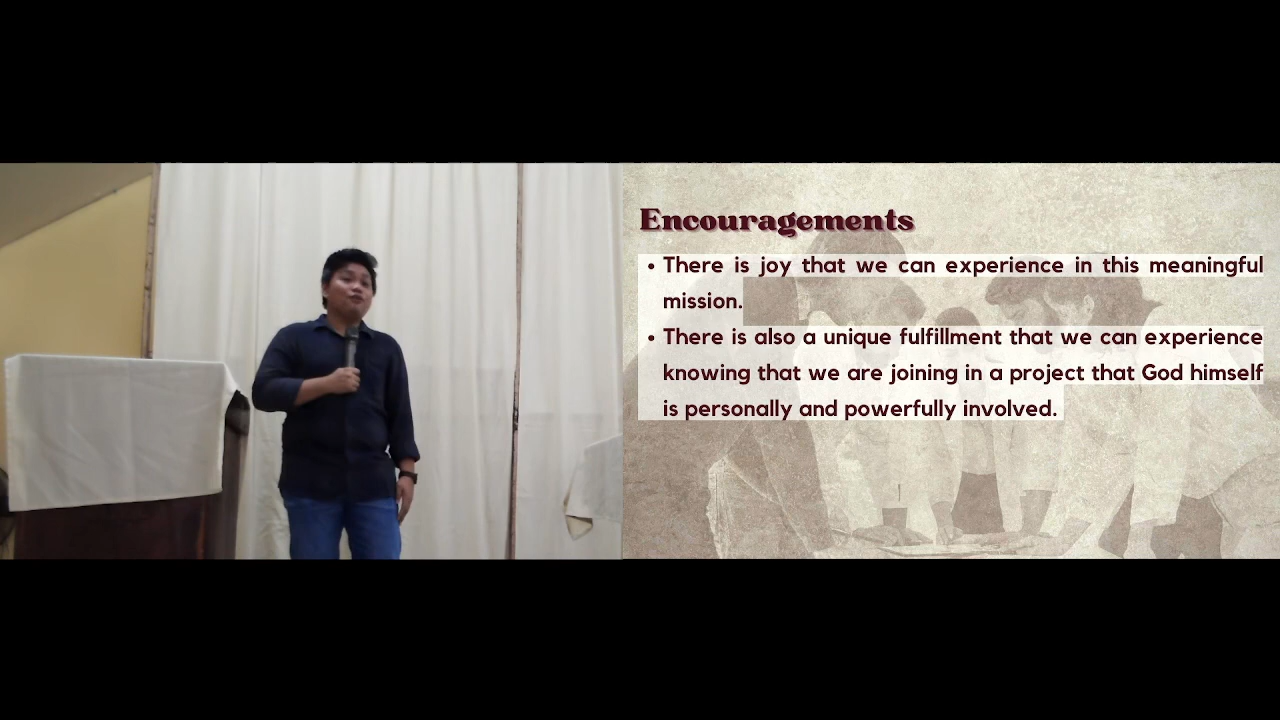 Encouragements
• There is joy that we can experience in this meaningful
mission.
• There is also a unique fulfillment that we can experience
knowing that we are joining in a project that God himself
is personally and powerfully involved.